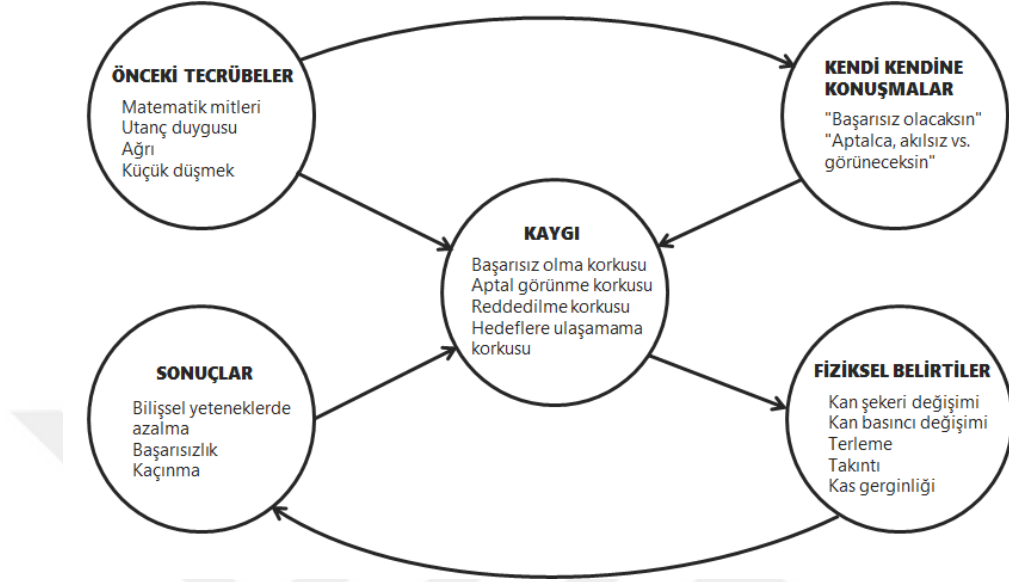 ÖNCEKİ TECRÜBELER
Matematik mitleri
Utanç duygusu
Ağrı
Küçük düşmek
KENDİ KENDİNE
KONUŞMALAR
"Başarısız olacaksın"
"Aptalca, akılsız vs.
görüneceksin"
KAYGI
Başarısız olma korkusu
Aptal görünme korkusu
Reddedilme korkusu
Hedeflere ulaşamama
korkusu
SONUÇLAR
Bilişsel yeteneklerde
azalma
Başarısızlık
Kaçınma
FİZİKSEL BELİRTİLER
Kan şekeri değişimi
Kan basıncı değişimi
Terleme
Takıntı
Kas gerginliği